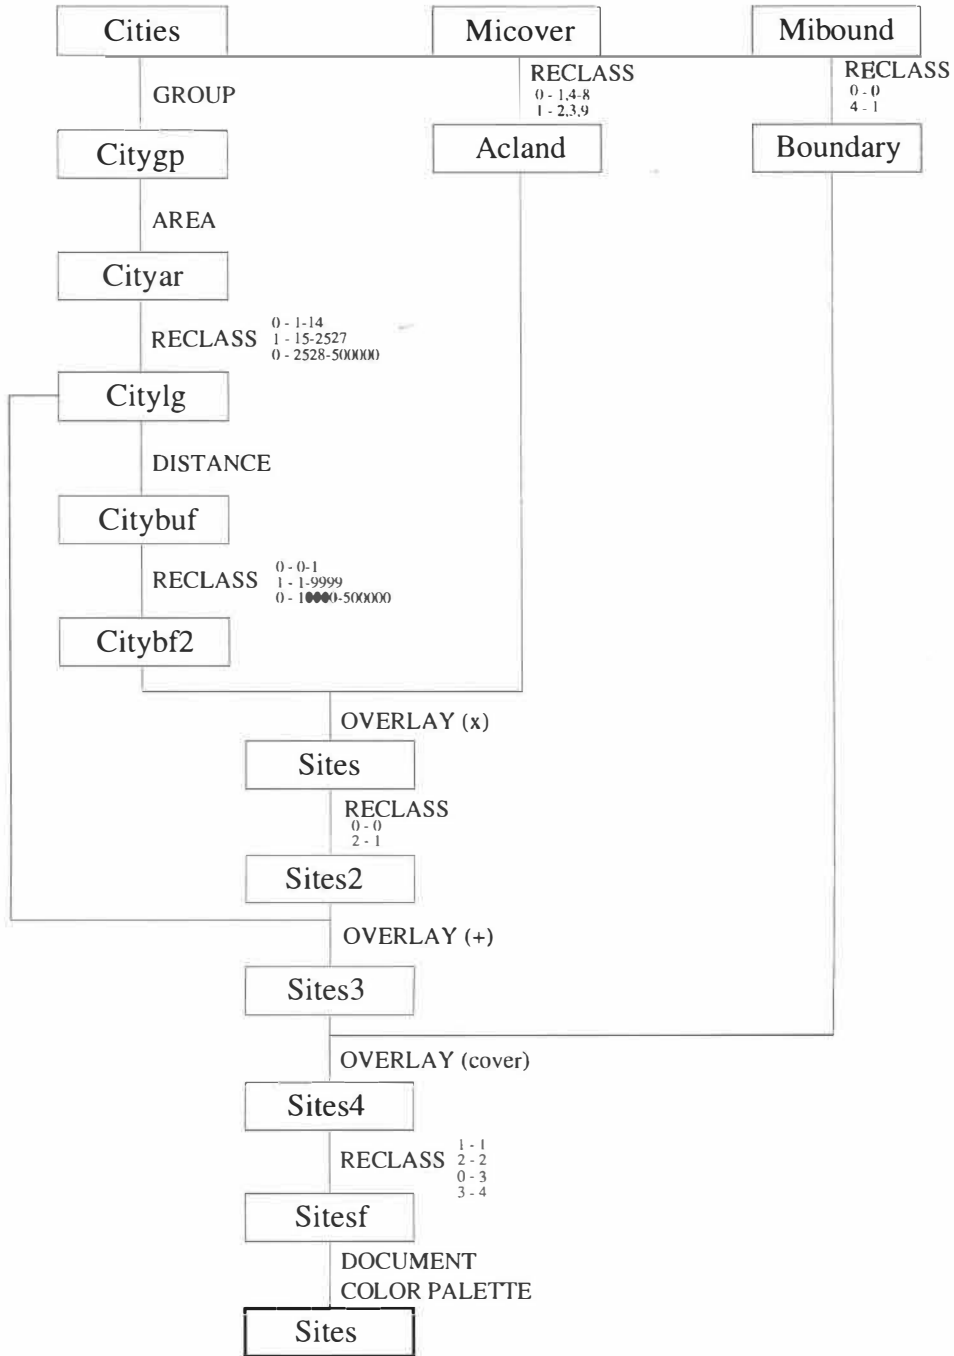 Cities
Micover
Mibound
GROUP
RECLASS
0 - 1,4-8
1 - 2,3,9
RECLASS
0 - 0
4 - 1
Citygp
Acland
Boundary
AREA
Cityar
RECLASS
0 - 1-14
1 - 15-2527
0 - 2528-500000
Citylg
DISTANCE
Citybuf
RECLASS
0 - 0-1
1 - 1-9999
0 - 10000-500000
Citybf2
OVERLAY (x)
Sites
RECLASS
0 - 0
2 - 1
Sites2
OVERLAY (+)
Sites3
OVERLAY (cover)
Sites4
RECLASS
1 - 1
2 - 2
0 - 3
3 - 4
Sitesf
DOCUMENT
COLOR PALETTE
Sites